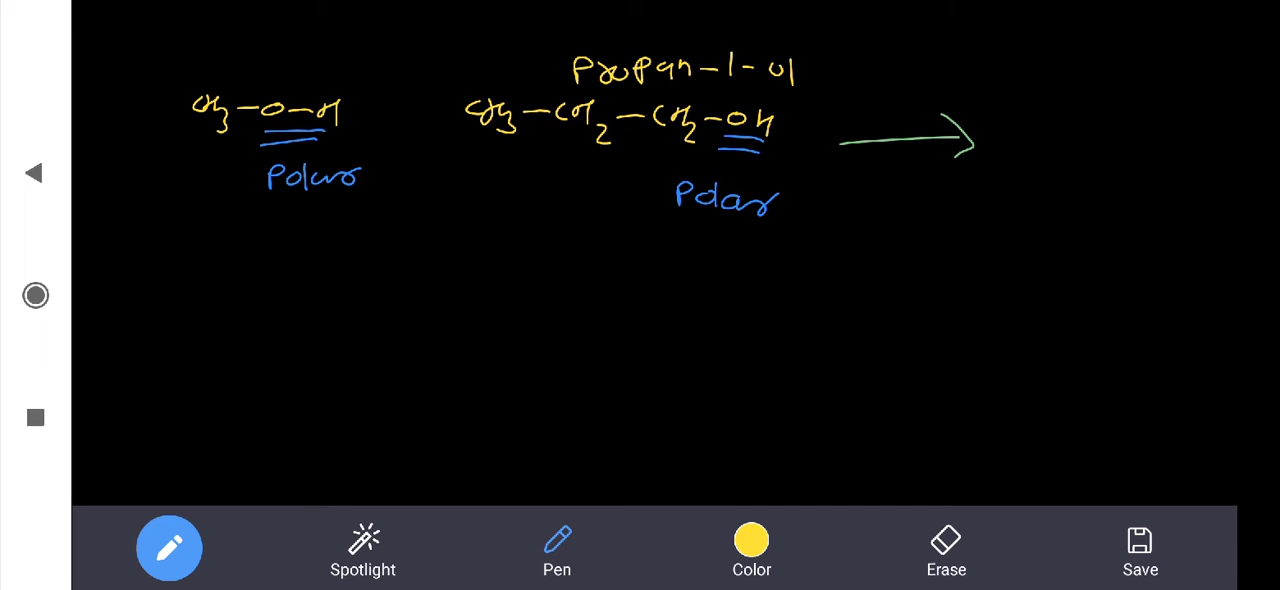 Propan-1-ol
CH3-O-H CH3-CH2-CH2-OH
Polar Polar
Spotlight Pen Color Erase Save